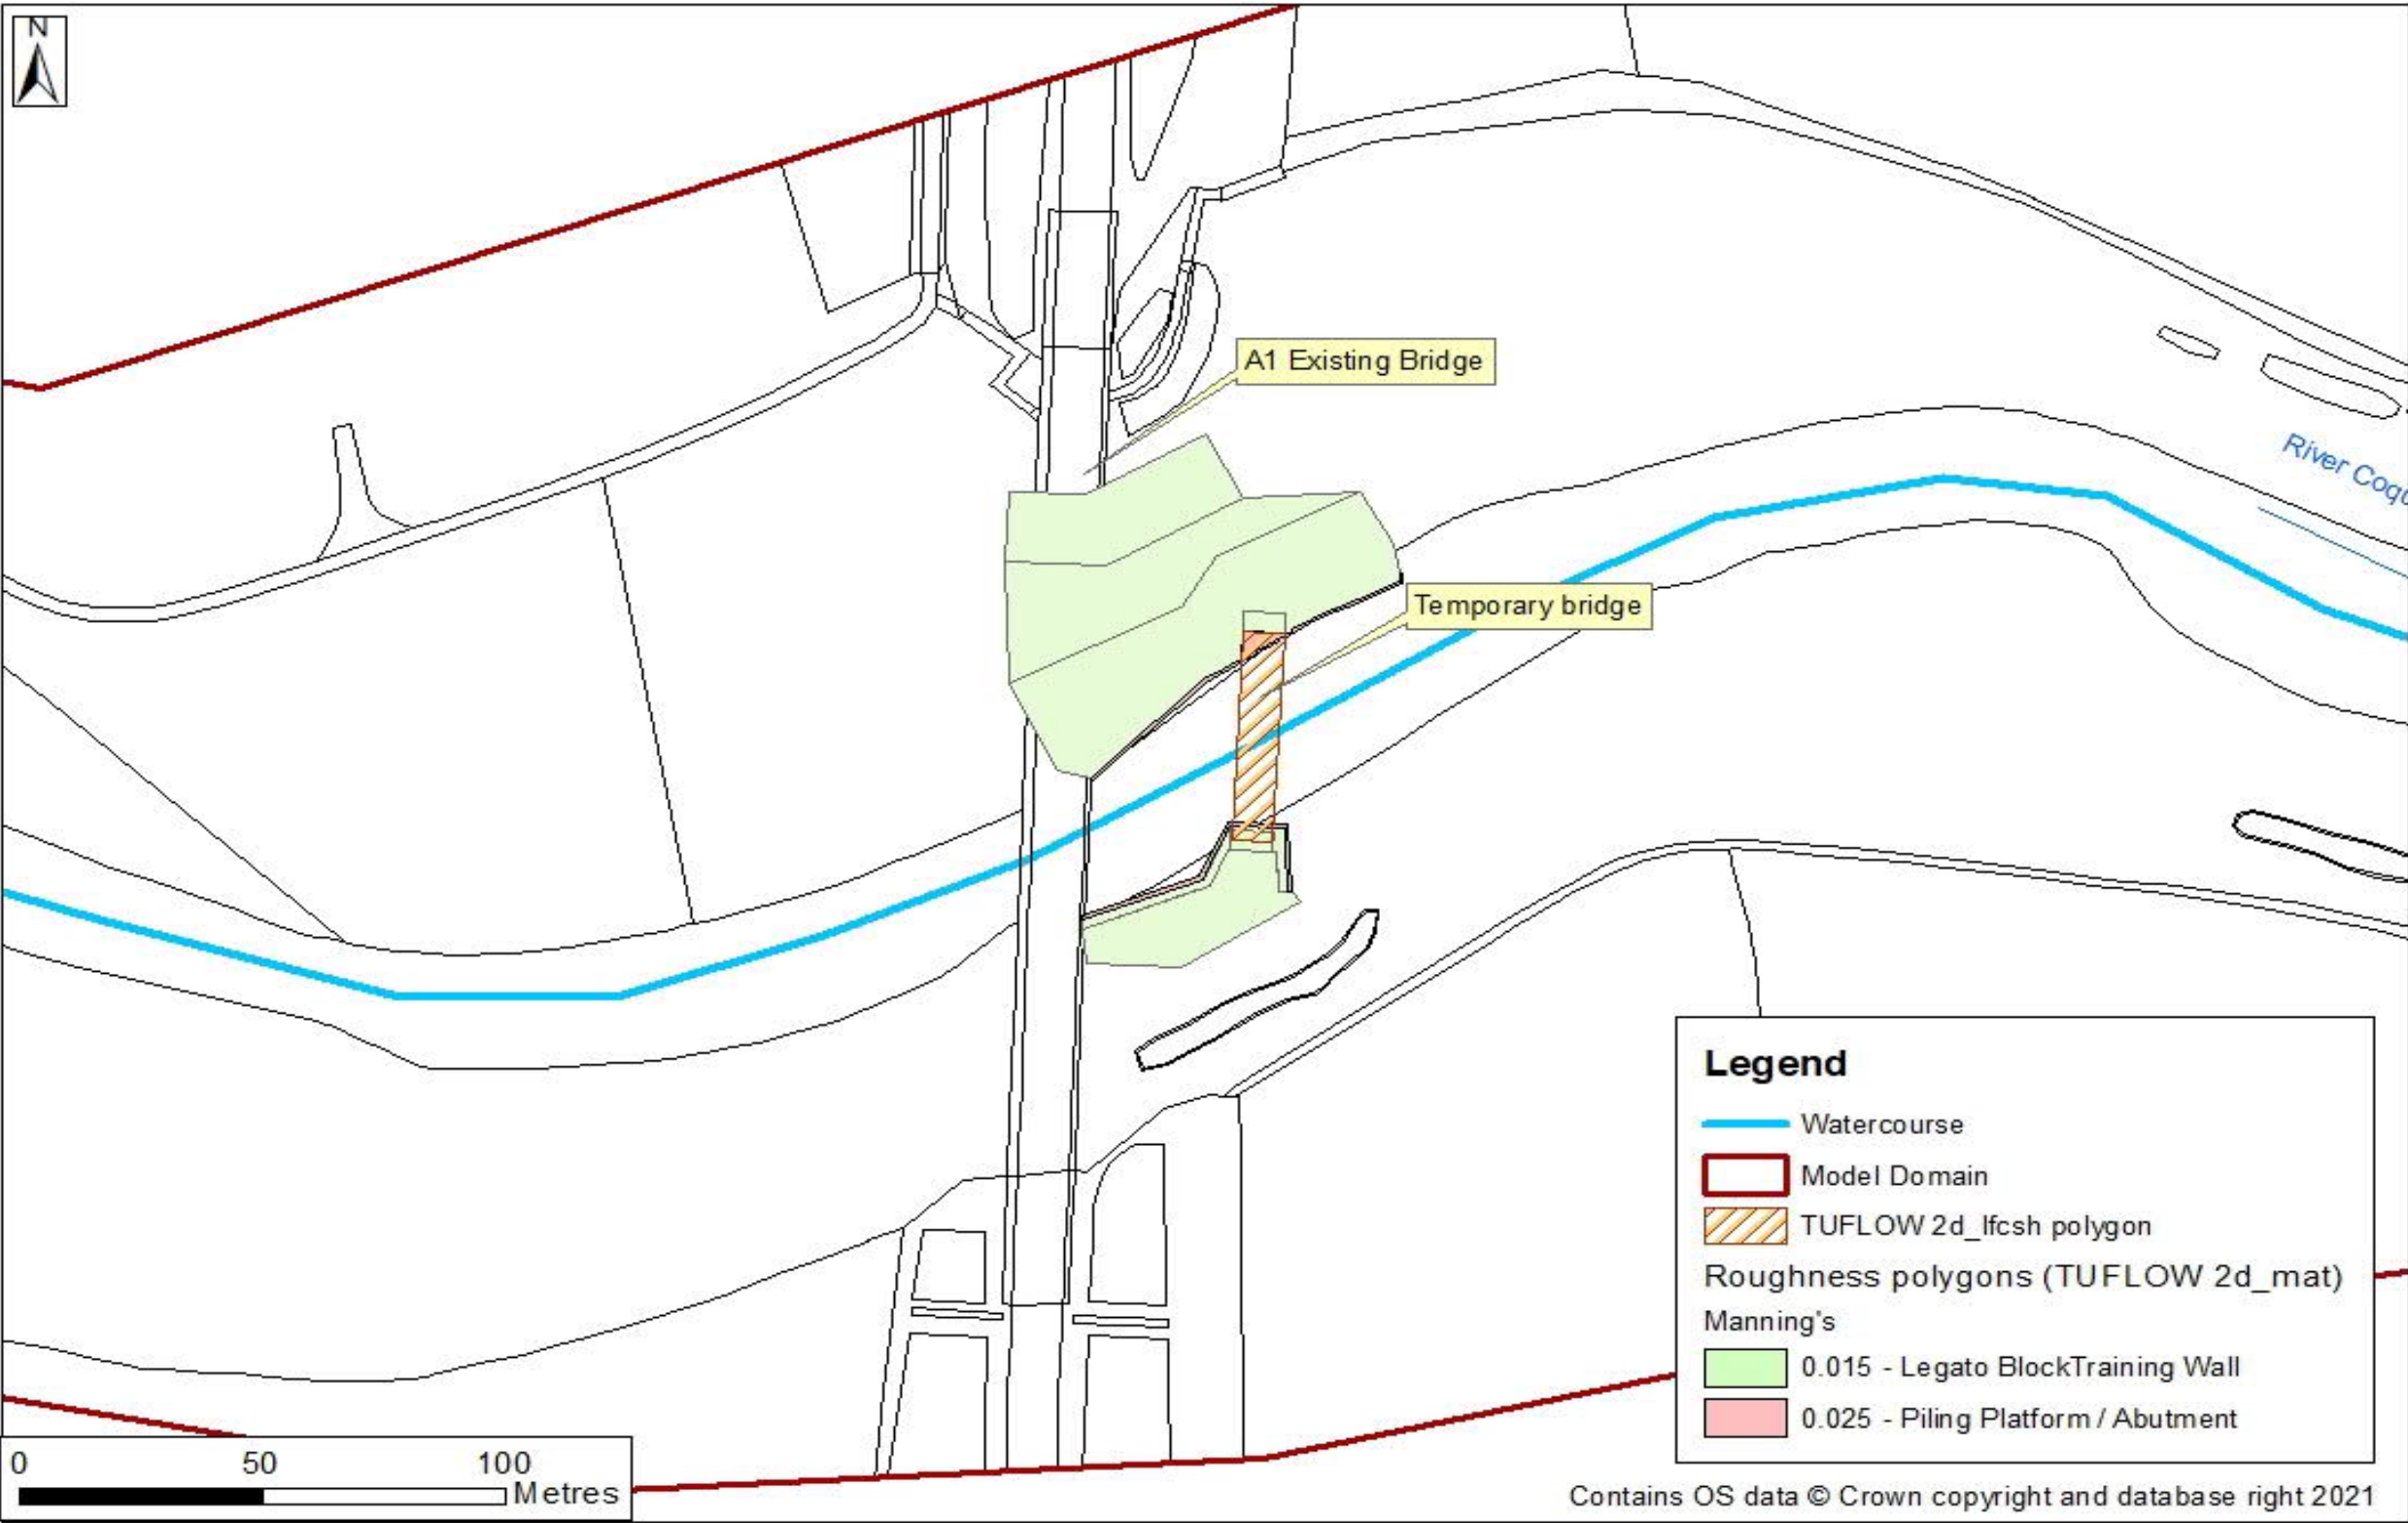 N
A1 Existing Bridge
River
Temporary bridge
Legend
Watercourse
Model Domain
TUFLOW 2d_lfcsh polygon
Roughness polygons (TUFLOW 2d_mat)
Manning's
0.015 - Legato BlockTraining Wall
0.025 - Piling Platform / Abutment
0 50 100
Metres
Contains OS data © Crown copyright and database right 2021